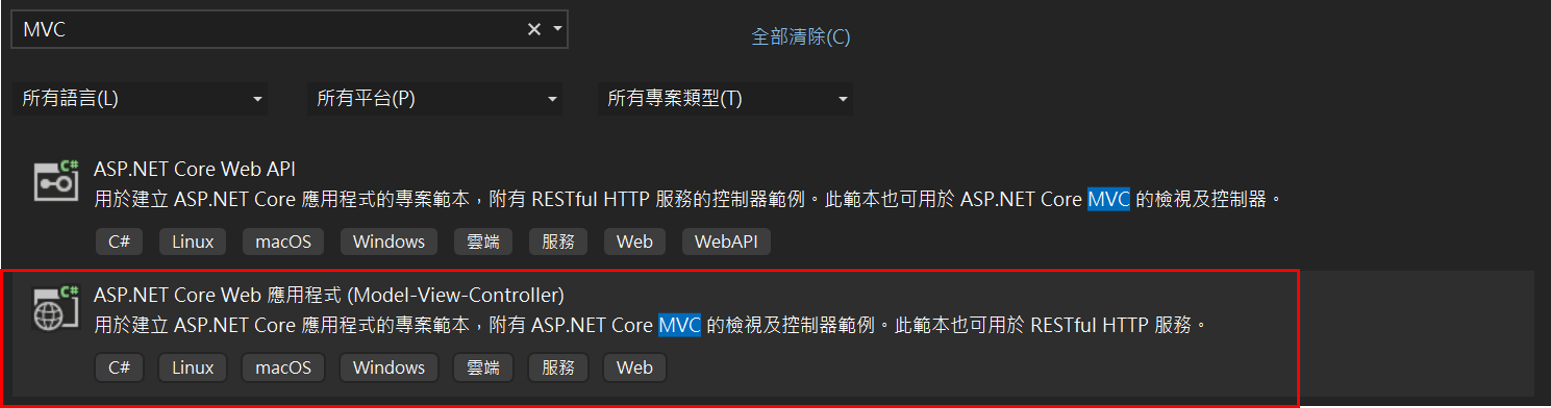 MVC
全部清除(C)
所有語言(L) 所有平台(P) 所有專案類型(T)
C#
ASP.NET Core Web API
用於建立 ASP.NET Core 應用程式的專案範本，附有 RESTful HTTP 服務的控制器範例。此範本也可用於 ASP.NET Core MVC 的檢視及控制器。
C# Linux macOS Windows 雲端 服務 Web WebAPI
C#
ASP.NET Core Web 應用程式 (Model-View-Controller)
用於建立 ASP.NET Core 應用程式的專案範本，附有 ASP.NET Core MVC 的檢視及控制器範例。此範本也可用於 RESTful HTTP 服務。
C# Linux macOS Windows 雲端 服務 Web